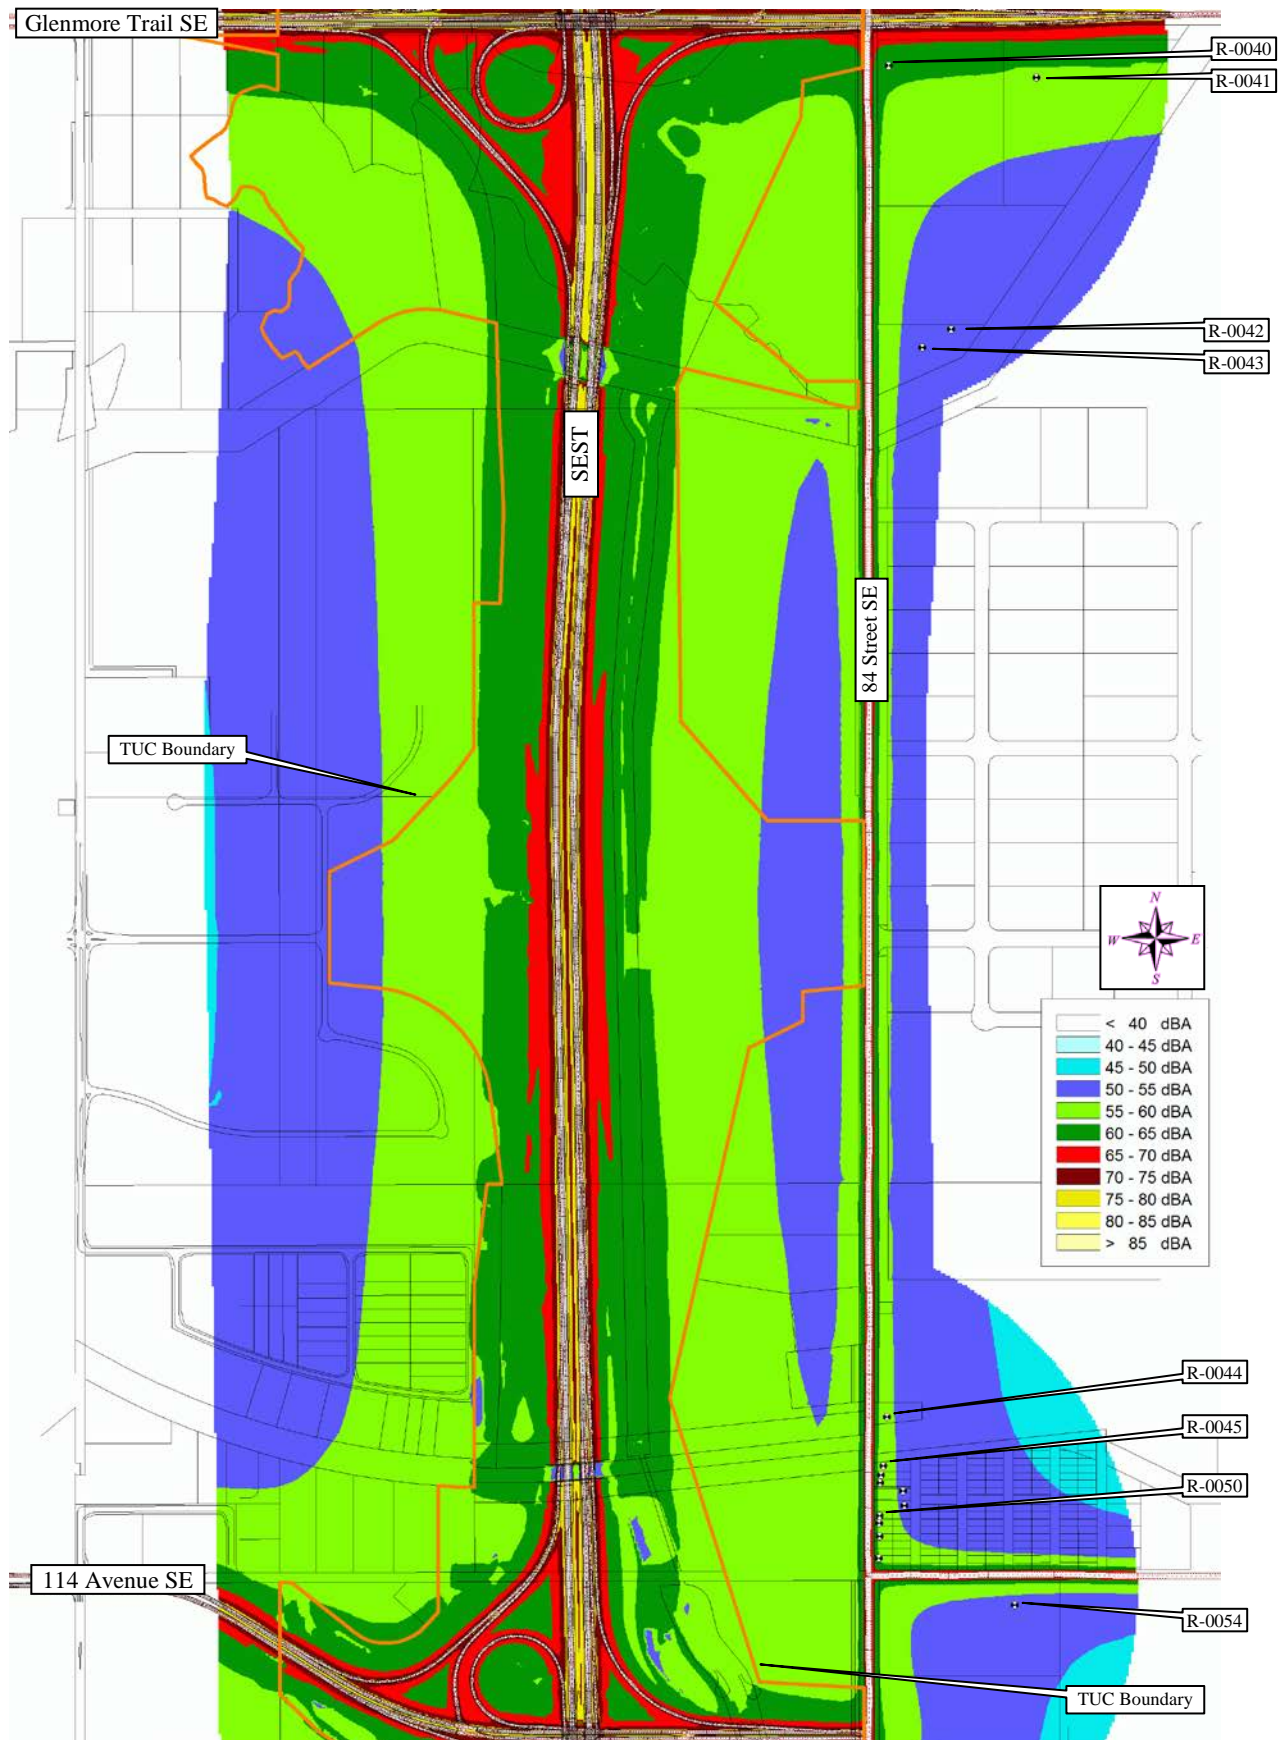 Glenmore Trail SE
R-0040
R-0041
R-0042
R-0043
SEST
84 Street SE
TUC Boundary
N
W E
S
< 40 dBA
40 - 45 dBA
45 - 50 dBA
50 - 55 dBA
55 - 60 dBA
60 - 65 dBA
65 - 70 dBA
70 - 75 dBA
75 - 80 dBA
80 - 85 dBA
> 85 dBA
R-0044
R-0045
R-0050
114 Avenue SE
R-0054
TUC Boundary